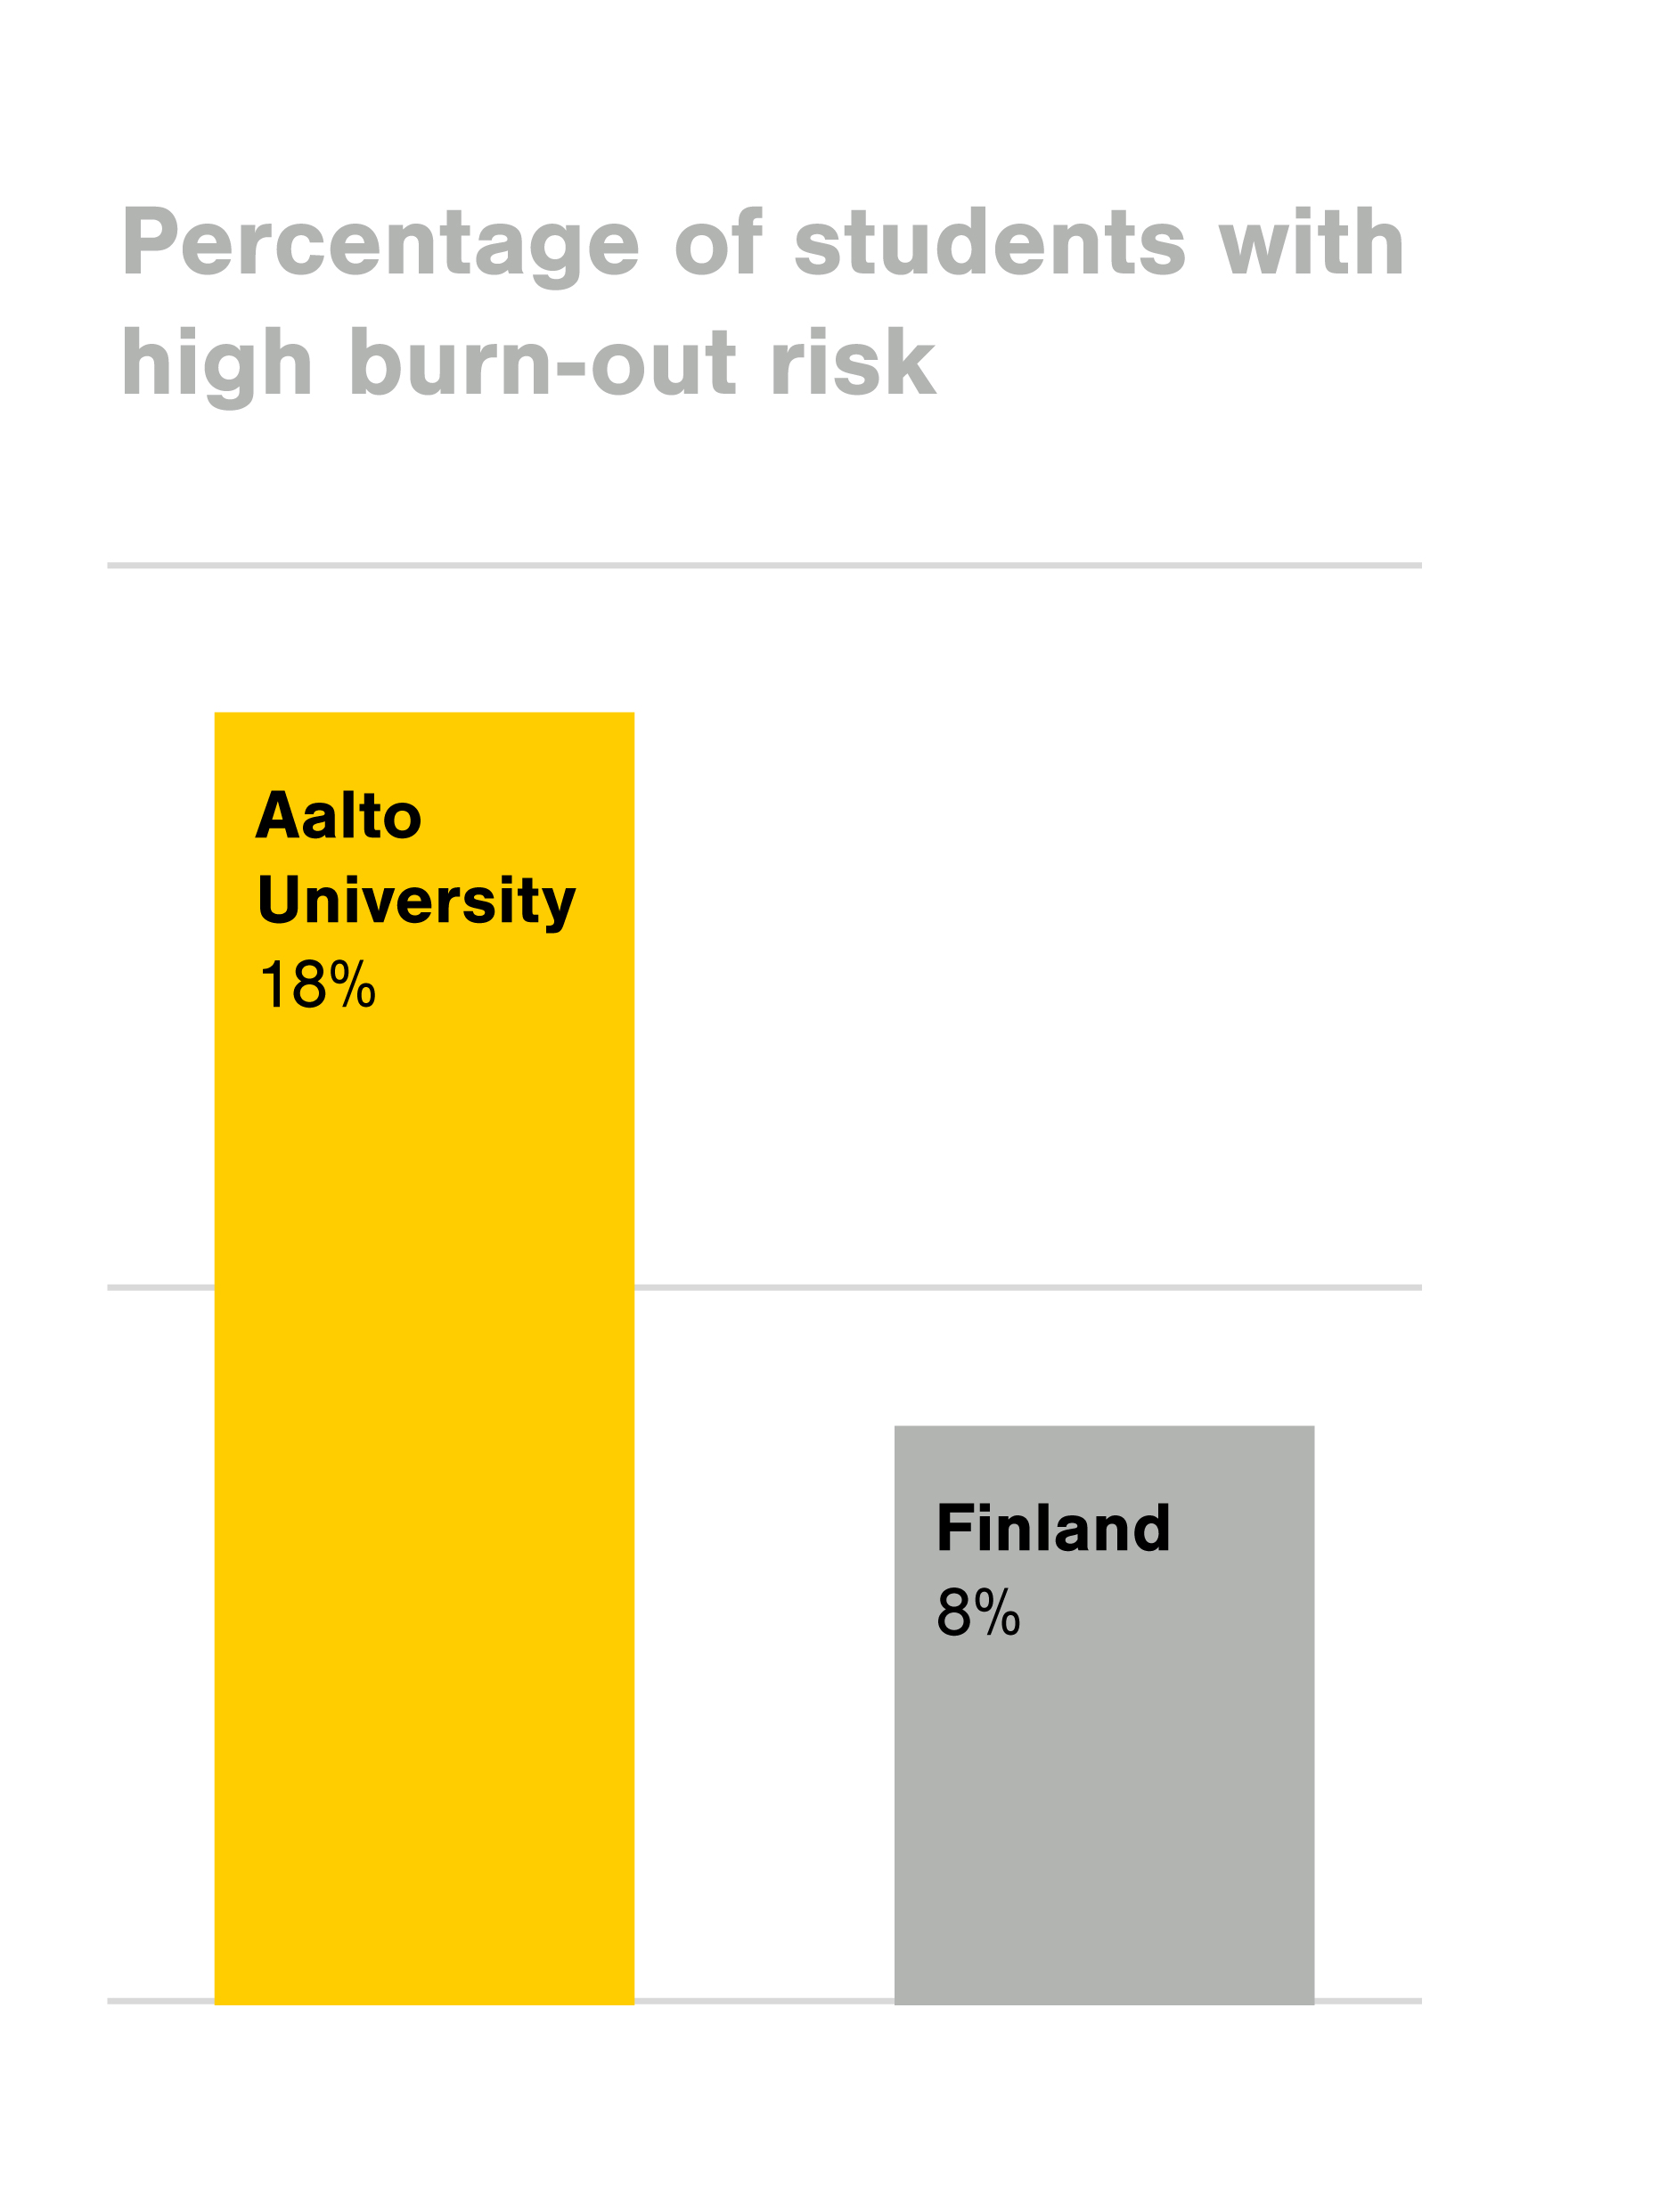 Percentage of students with
high burn-out risk
Aalto
University
18%
Finland
8%